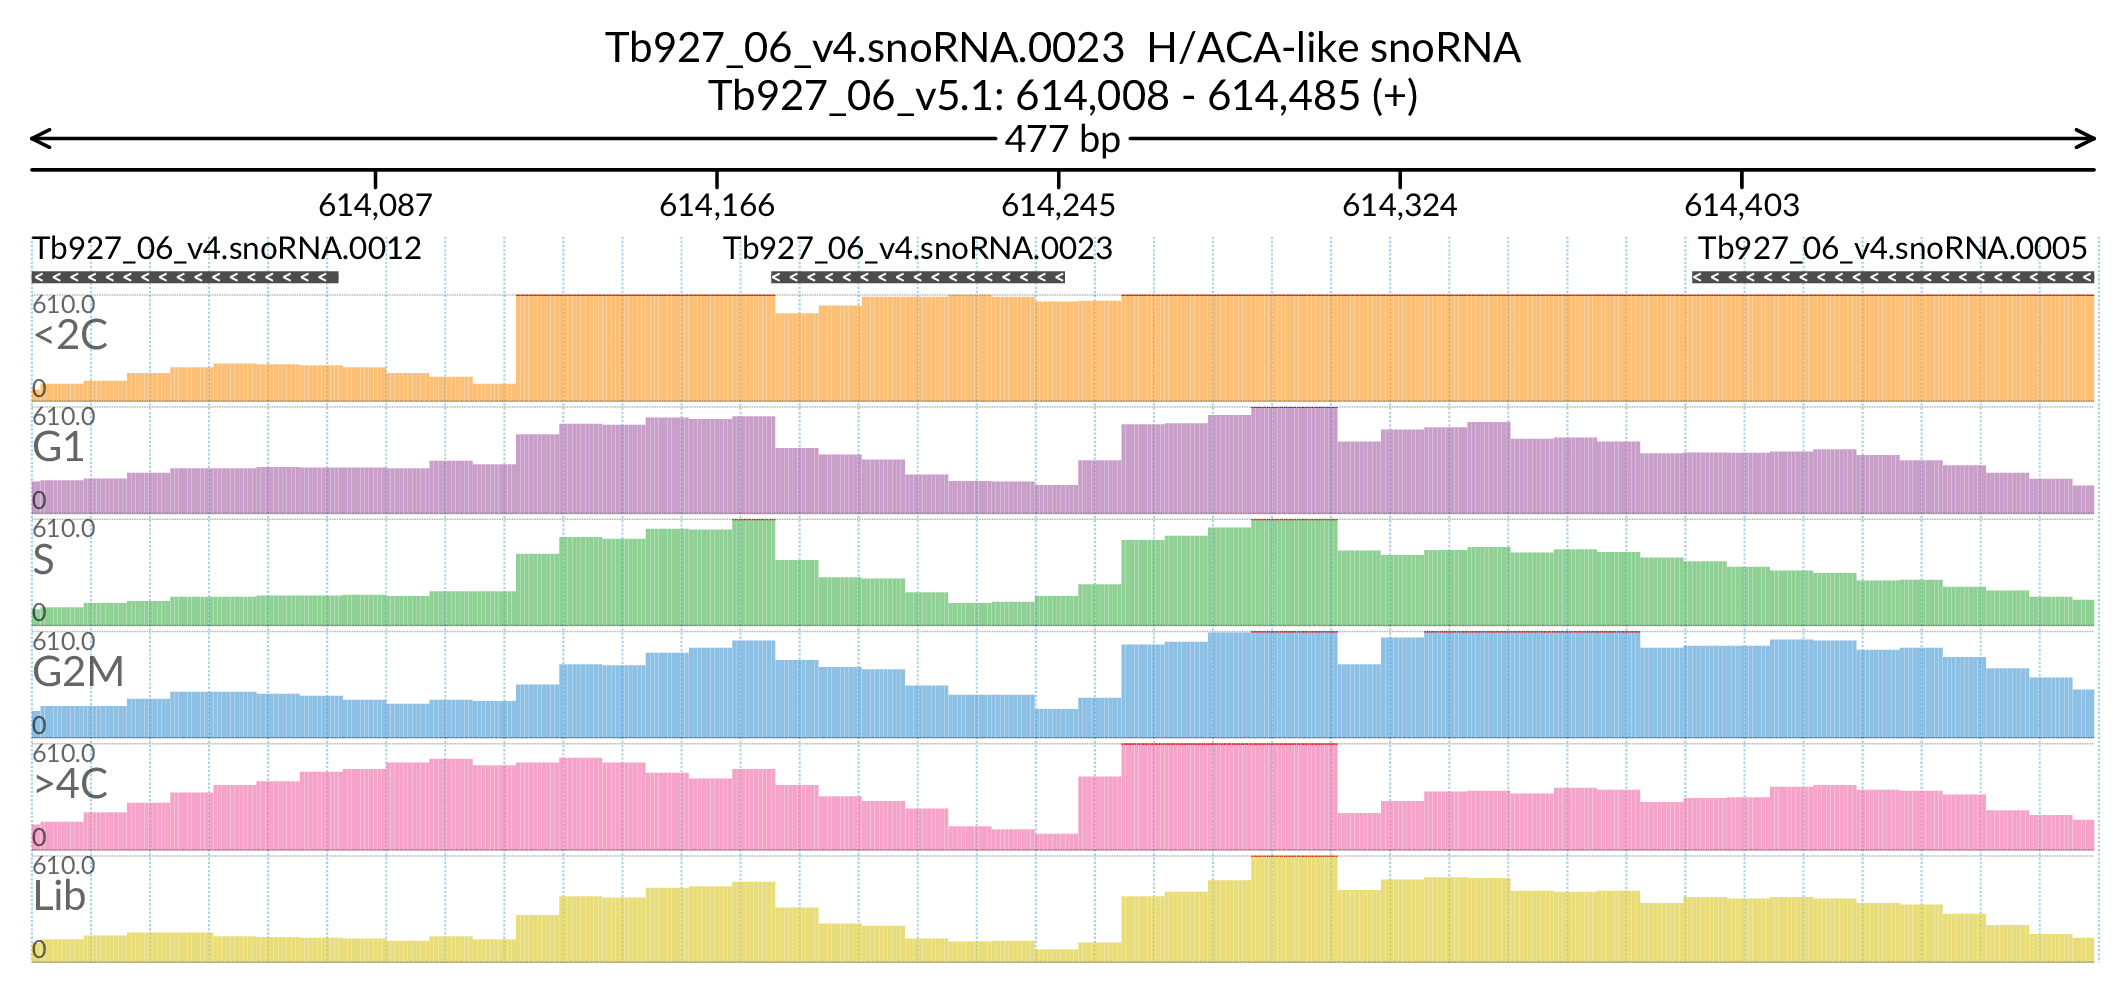 Tb927_06_v4.snoRNA.0023 H/ACA-like snoRNA
Tb927_06_v5.1: 614,008 - 614,485 (+)
477 bp
614,087 614,166 614,245 614,324 614,403
Tb927_06_v4.snoRNA.0012 Tb927_06_v4.snoRNA.0023 Tb927_06_v4.snoRNA.0005
610.0
<2C
0
610.0
G1
0
610.0
S
0
610.0
G2M
0
610.0
>4C
0
610.0
Lib
0